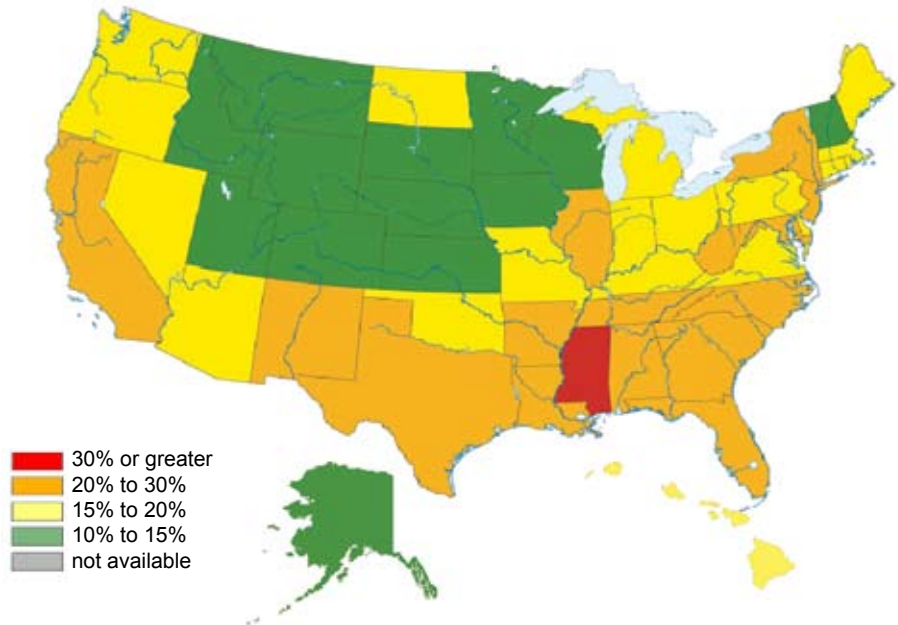 30% or greater
20% to 30%
15% to 20%
10% to 15%
not available